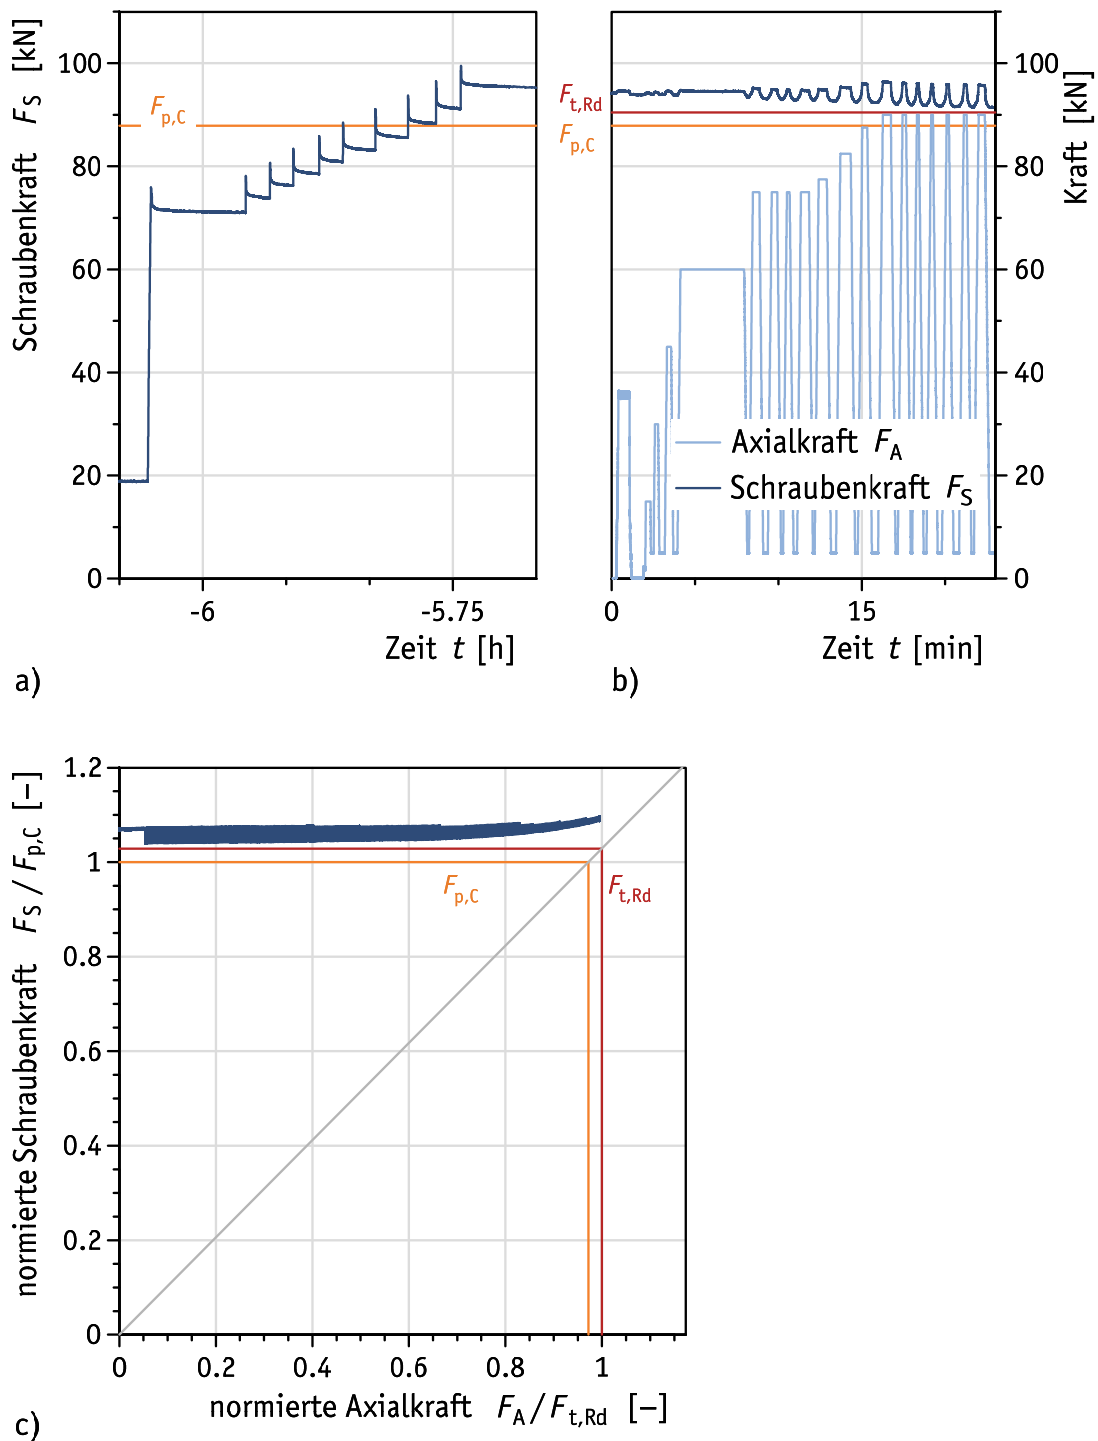 Schraubenkraft F_S [kN]
100
80
60
40
20
0
F_p,C
-6
-5.75
Zeit t [h]
a)
F_t,Rd
F_p,C
Axialkraft F_A
Schraubenkraft F_S
100
80
60
40
20
0
Kraft [kN]
0
15
Zeit t [min]
b)
normierte Schraubenkraft F_S / F_p,C [–]
1.2
1
0.8
0.6
0.4
0.2
0
F_p,C
F_t,Rd
0
0.2
0.4
0.6
0.8
1
normierte Axialkraft F_A / F_t,Rd [–]
c)